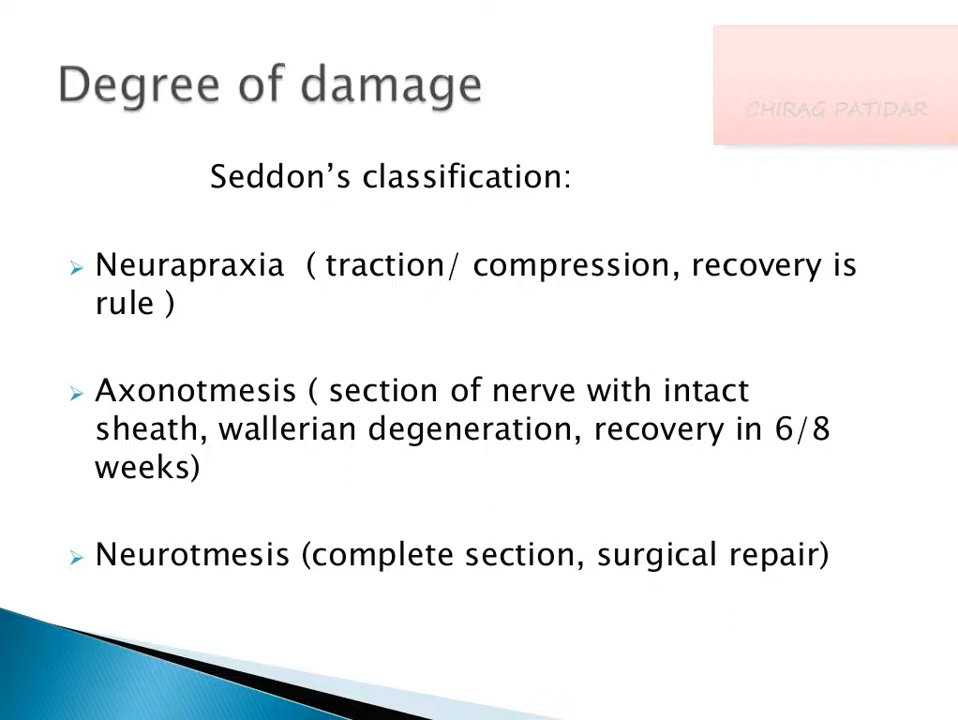 Degree of damage
CHIRAG PATIDAR
Seddon's classification:
➢ Neurapraxia ( traction/ compression, recovery is
rule )
➢ Axonotmesis ( section of nerve with intact
sheath, wallerian degeneration, recovery in 6/8
weeks)
➢ Neurotmesis (complete section, surgical repair)